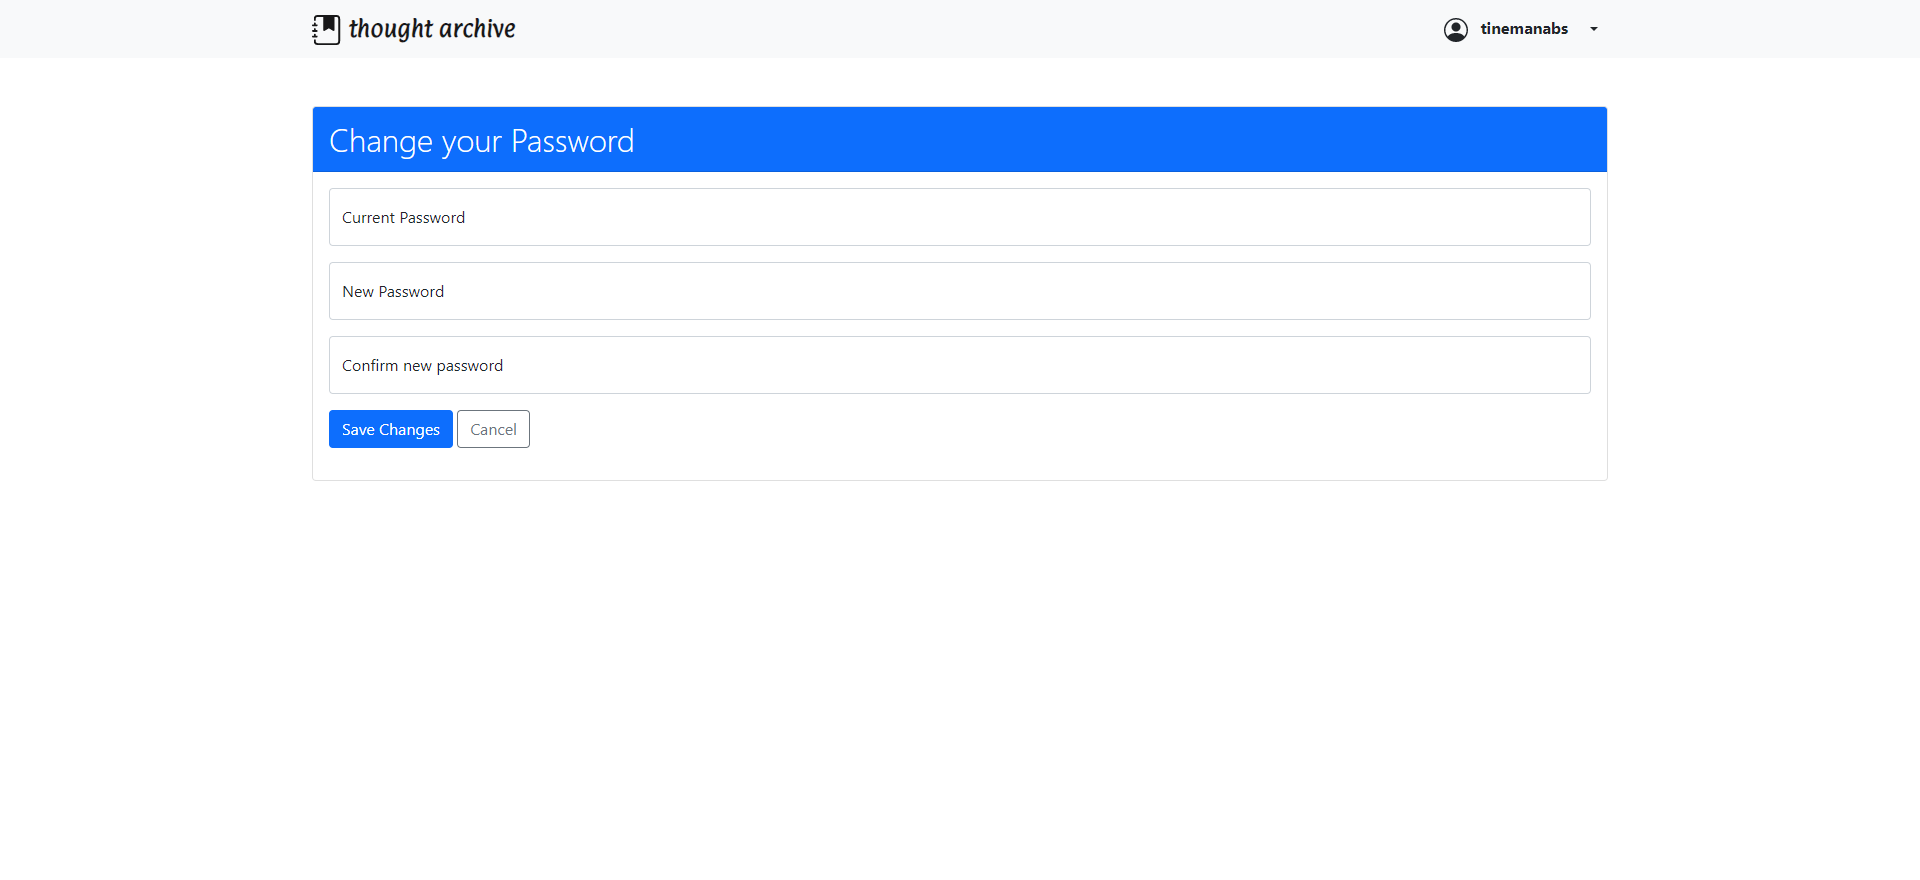 thought archive
tinemanabs
Change your Password
Current Password
New Password
Confirm new password
Save Changes
Cancel